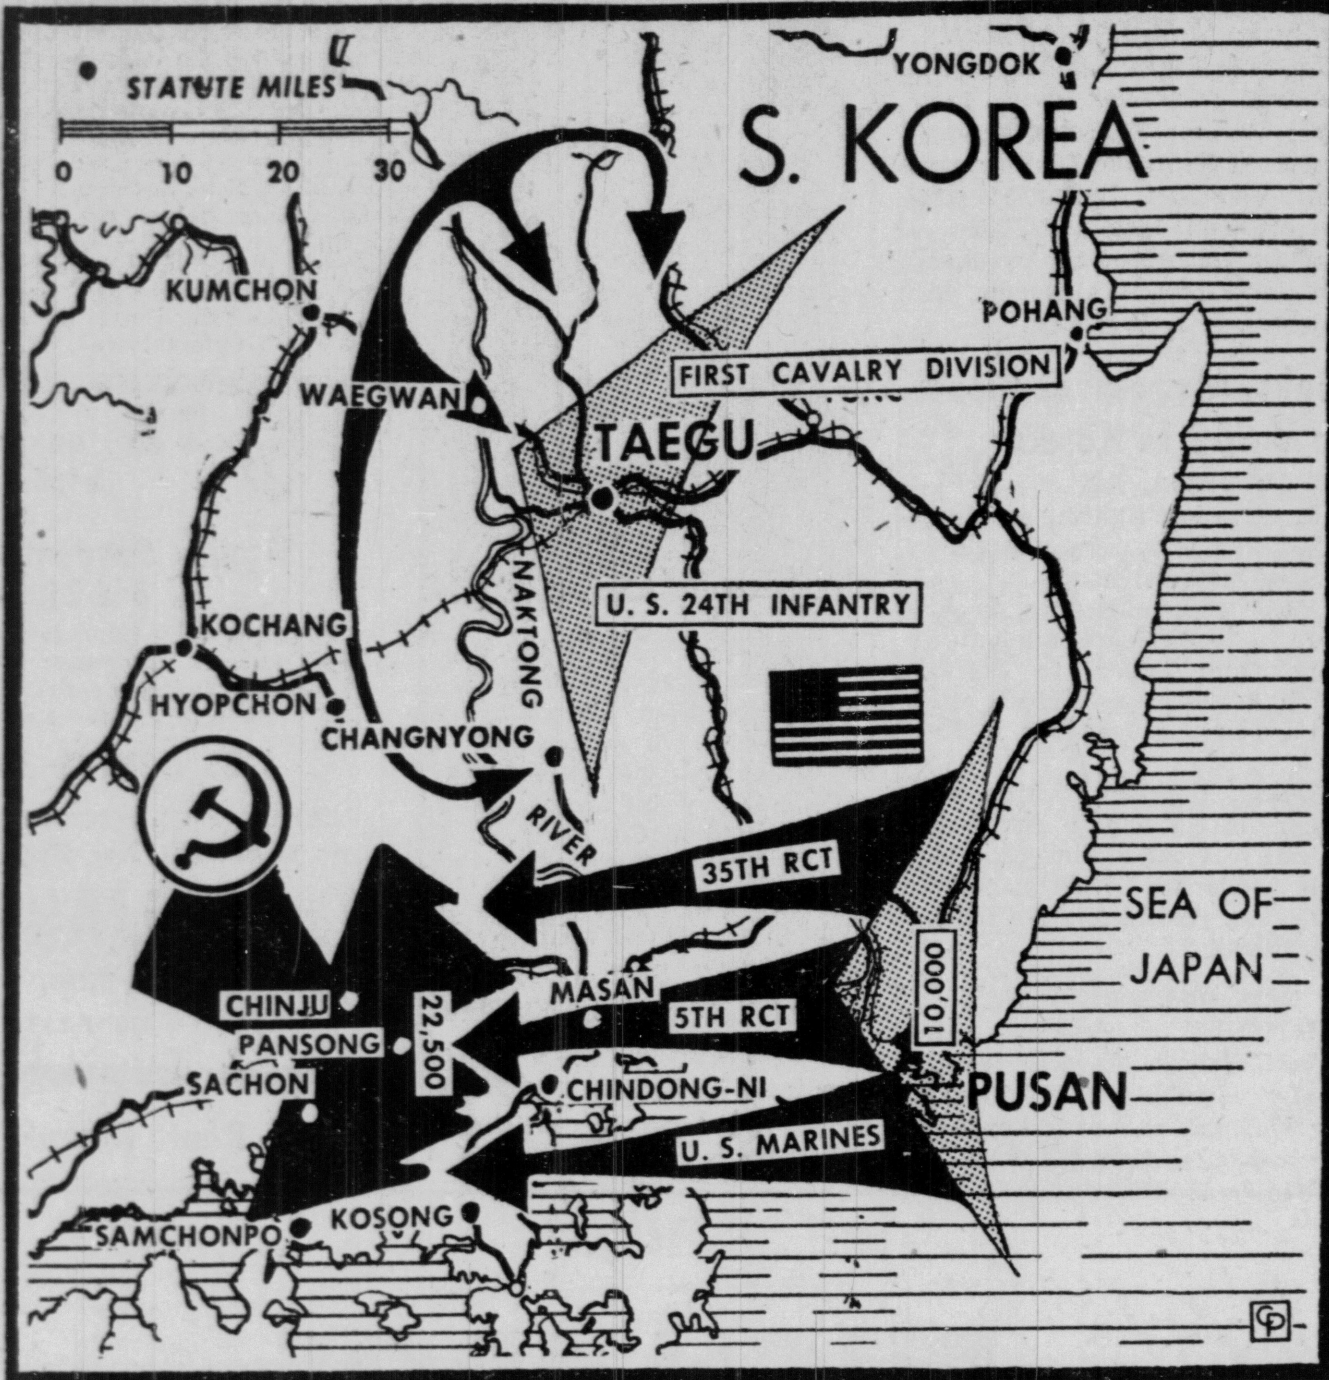 YONGDOK
STATUTE MILES
0 10 20 30
S. KOREA
KUMCHON
POHANG
FIRST CAVALRY DIVISION
WAEGWAN
TAEGU
NAKTONG
U. S. 24TH INFANTRY
KOCHANG
HYOPCHON
CHANGNYONG
RIVER
35TH RCT
SEA OF
JAPAN
10,000
MASAN
CHINJU
22,500
5TH RCT
PANSONG
SACHON
CHINDONG-NI
PUSAN
U. S. MARINES
KOSONG
SAMCHONPO
CP